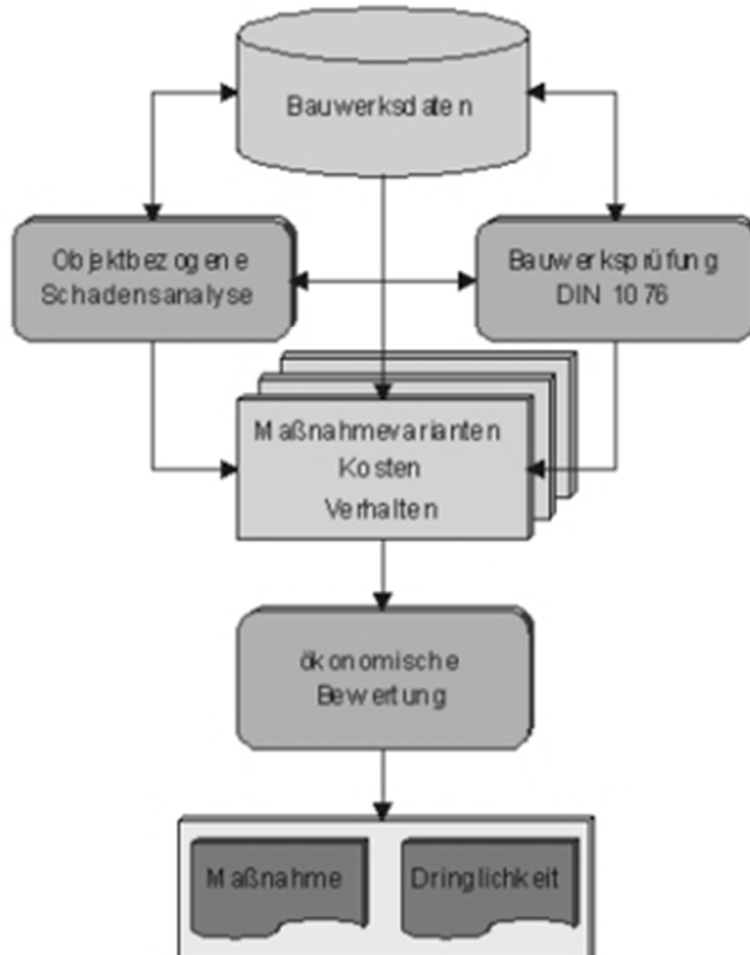 Bauwerksdaten
Objektbezogene
Schadensanalyse
Bauwerksprüfung
DIN 1076
Maßnahmevarianten
Kosten
Verhalten
ökonomische
Bewertung
Maßnahme
Dringlichkeit